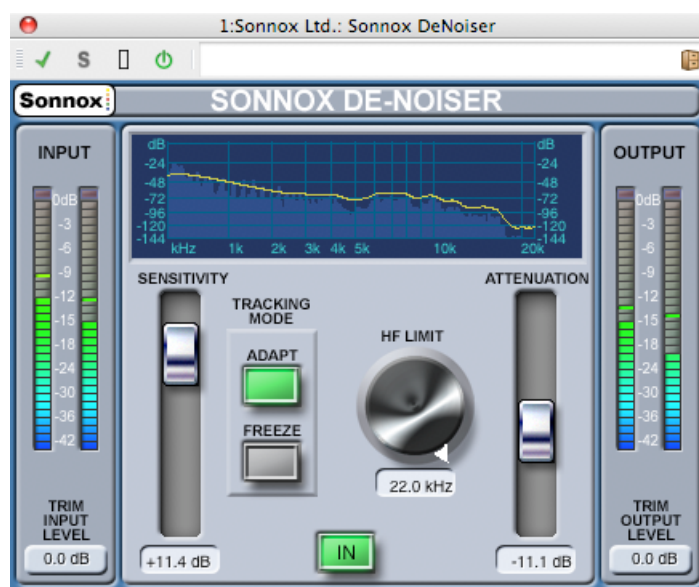 1:Sonnox Ltd.: Sonnox DeNoiser
S
Sonnox
SONNOX DE-NOISER
INPUT
0dB
-3
-6
-9
-12
-15
-18
-24
-30
-36
-42
TRIM
INPUT
LEVEL
0.0 dB
dB
-24
-48
-72
-96
-120
-144
dB
-24
-48
-72
-96
-120
-144
kHz 1k 2k 3k 4k 5k 10k 20k
SENSITIVITY
+11.4 dB
TRACKING
MODE
ADAPT
FREEZE
HF LIMIT
22.0 kHz
IN
ATTENUATION
-11.1 dB
OUTPUT
0dB
-3
-6
-9
-12
-15
-18
-24
-30
-36
-42
TRIM
OUTPUT
LEVEL
0.0 dB